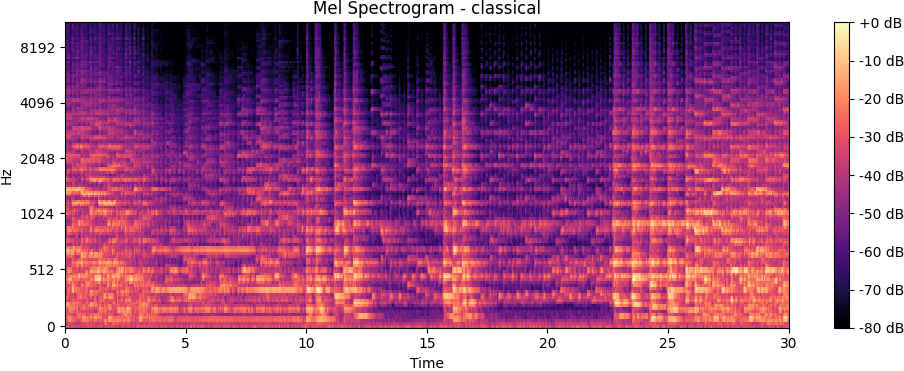 Mel Spectrogram - classical
+0 dB
8192
-10 dB
4096
-20 dB
-30 dB
2048
-40 dB
Hz
1024
-50 dB
-60 dB
512
-70 dB
0
-80 dB
0 5 10 15 20 25 30
Time